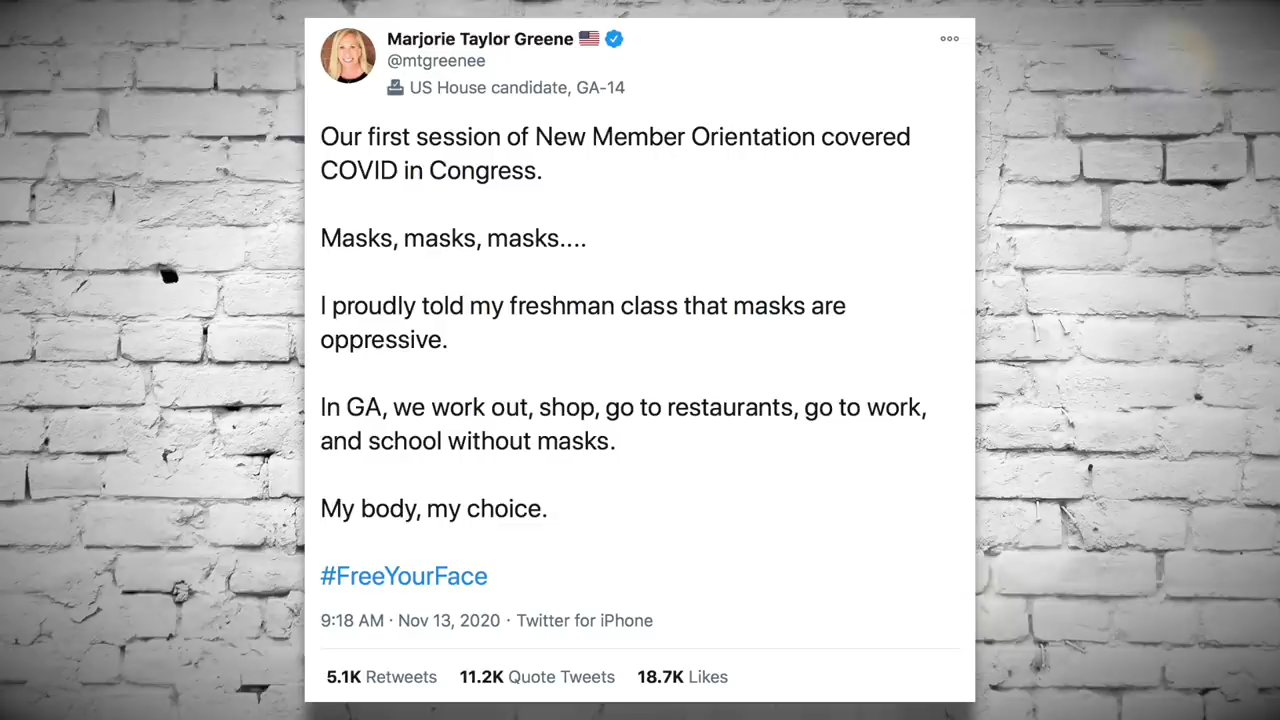 Marjorie Taylor Greene
@mtgreenee
US House candidate, GA-14
Our first session of New Member Orientation covered
COVID in Congress.
Masks, masks, masks....
I proudly told my freshman class that masks are
oppressive.
In GA, we work out, shop, go to restaurants, go to work,
and school without masks.
My body, my choice.
#FreeYourFace
9:18 AM · Nov 13, 2020 · Twitter for iPhone
5.1K Retweets 11.2K Quote Tweets 18.7K Likes